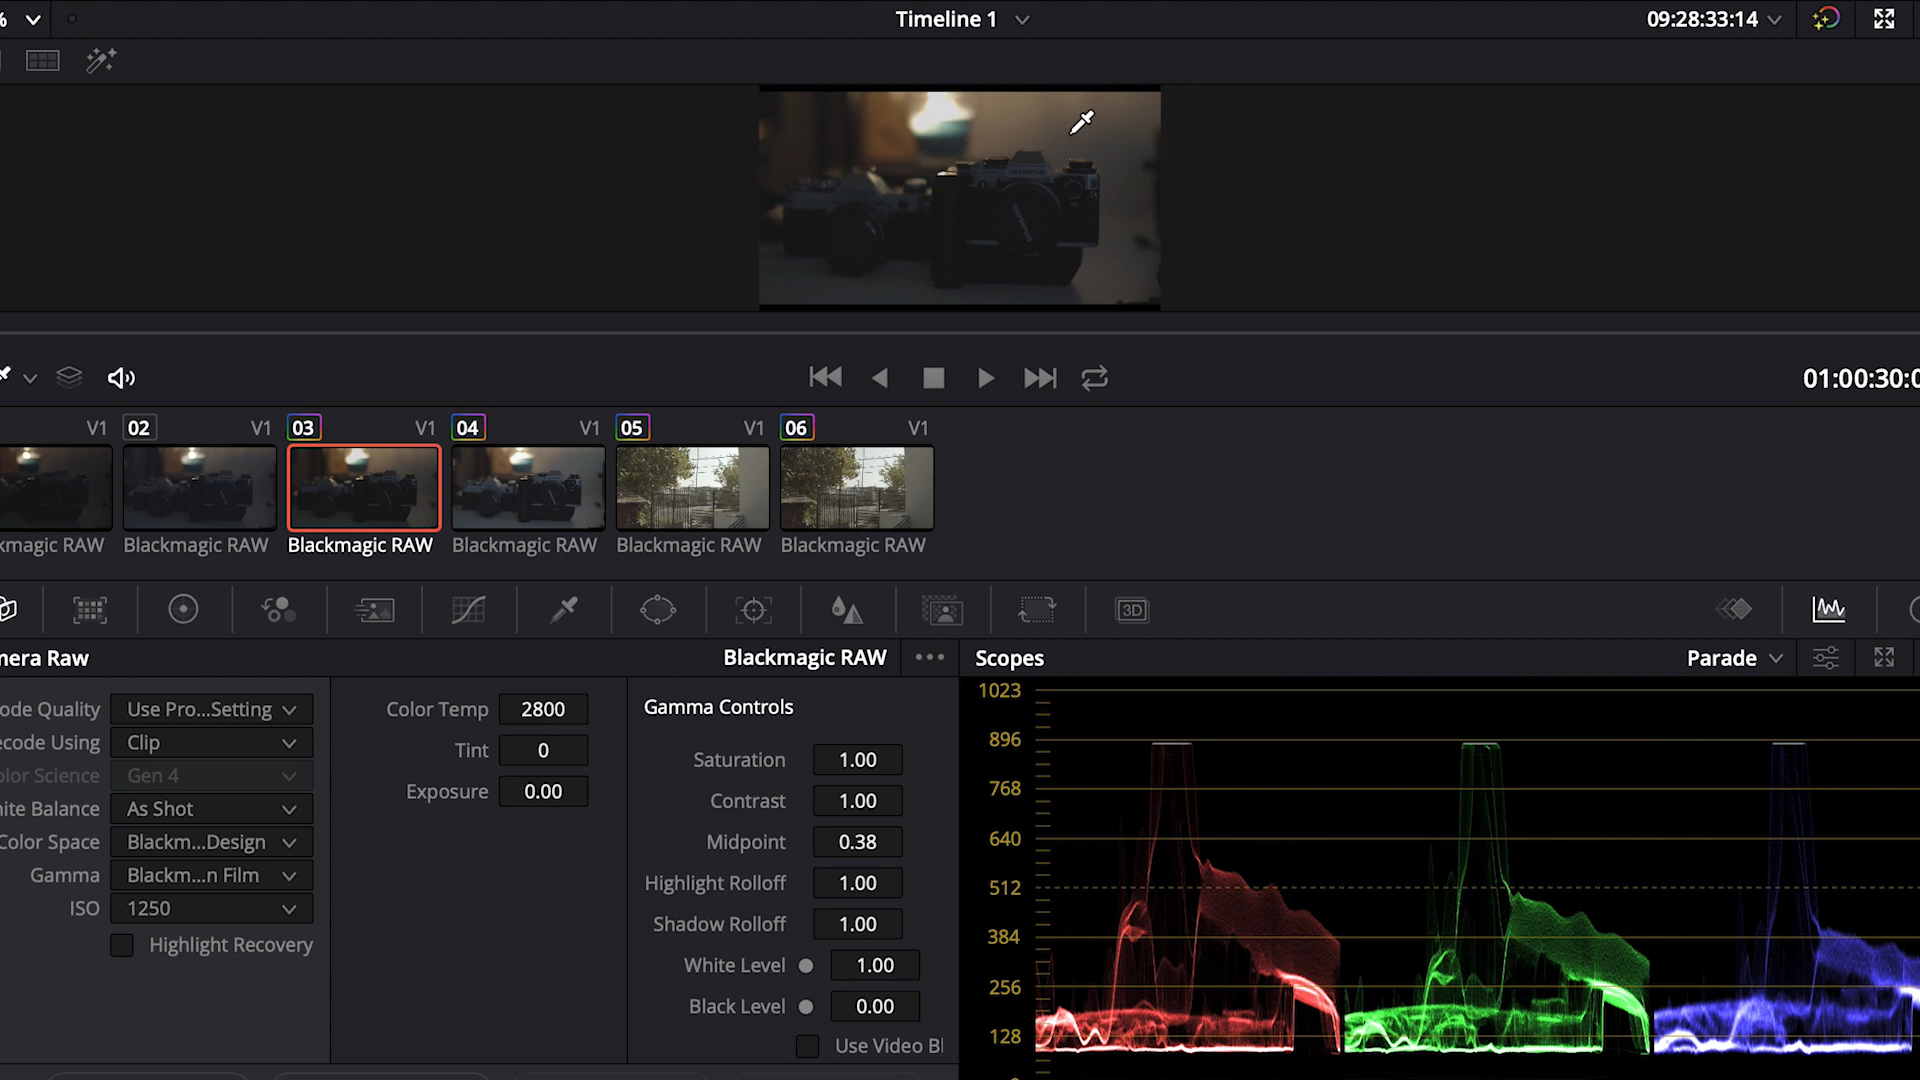 %
Timeline 1
09:28:33:14
OLYMPUS
OLYMPUS
01:00:30:0
V1 02 V1 03 V1 04 V1 05 V1 06 V1
kmagic RAW Blackmagic RAW Blackmagic RAW Blackmagic RAW Blackmagic RAW Blackmagic RAW
3D
mera Raw
Blackmagic RAW
Scopes
Parade
ode Quality Use Pro...Setting
ecode Using Clip
olor Science Gen 4
hite Balance As Shot
Color Space Blackm...Design
Gamma Blackm...n Film
ISO 1250
Highlight Recovery
Color Temp 2800
Tint 0
Exposure 0.00
Gamma Controls
Saturation 1.00
Contrast 1.00
Midpoint 0.38
Highlight Rolloff 1.00
Shadow Rolloff 1.00
White Level 1.00
Black Level 0.00
Use Video Bl
1023
896
768
640
512
384
256
128